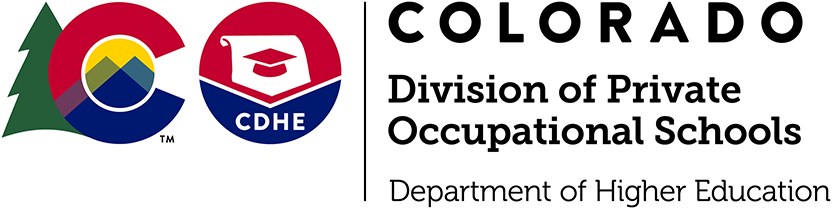 TM
CDHE
COLORADO
Division of Private
Occupational Schools
Department of Higher Education